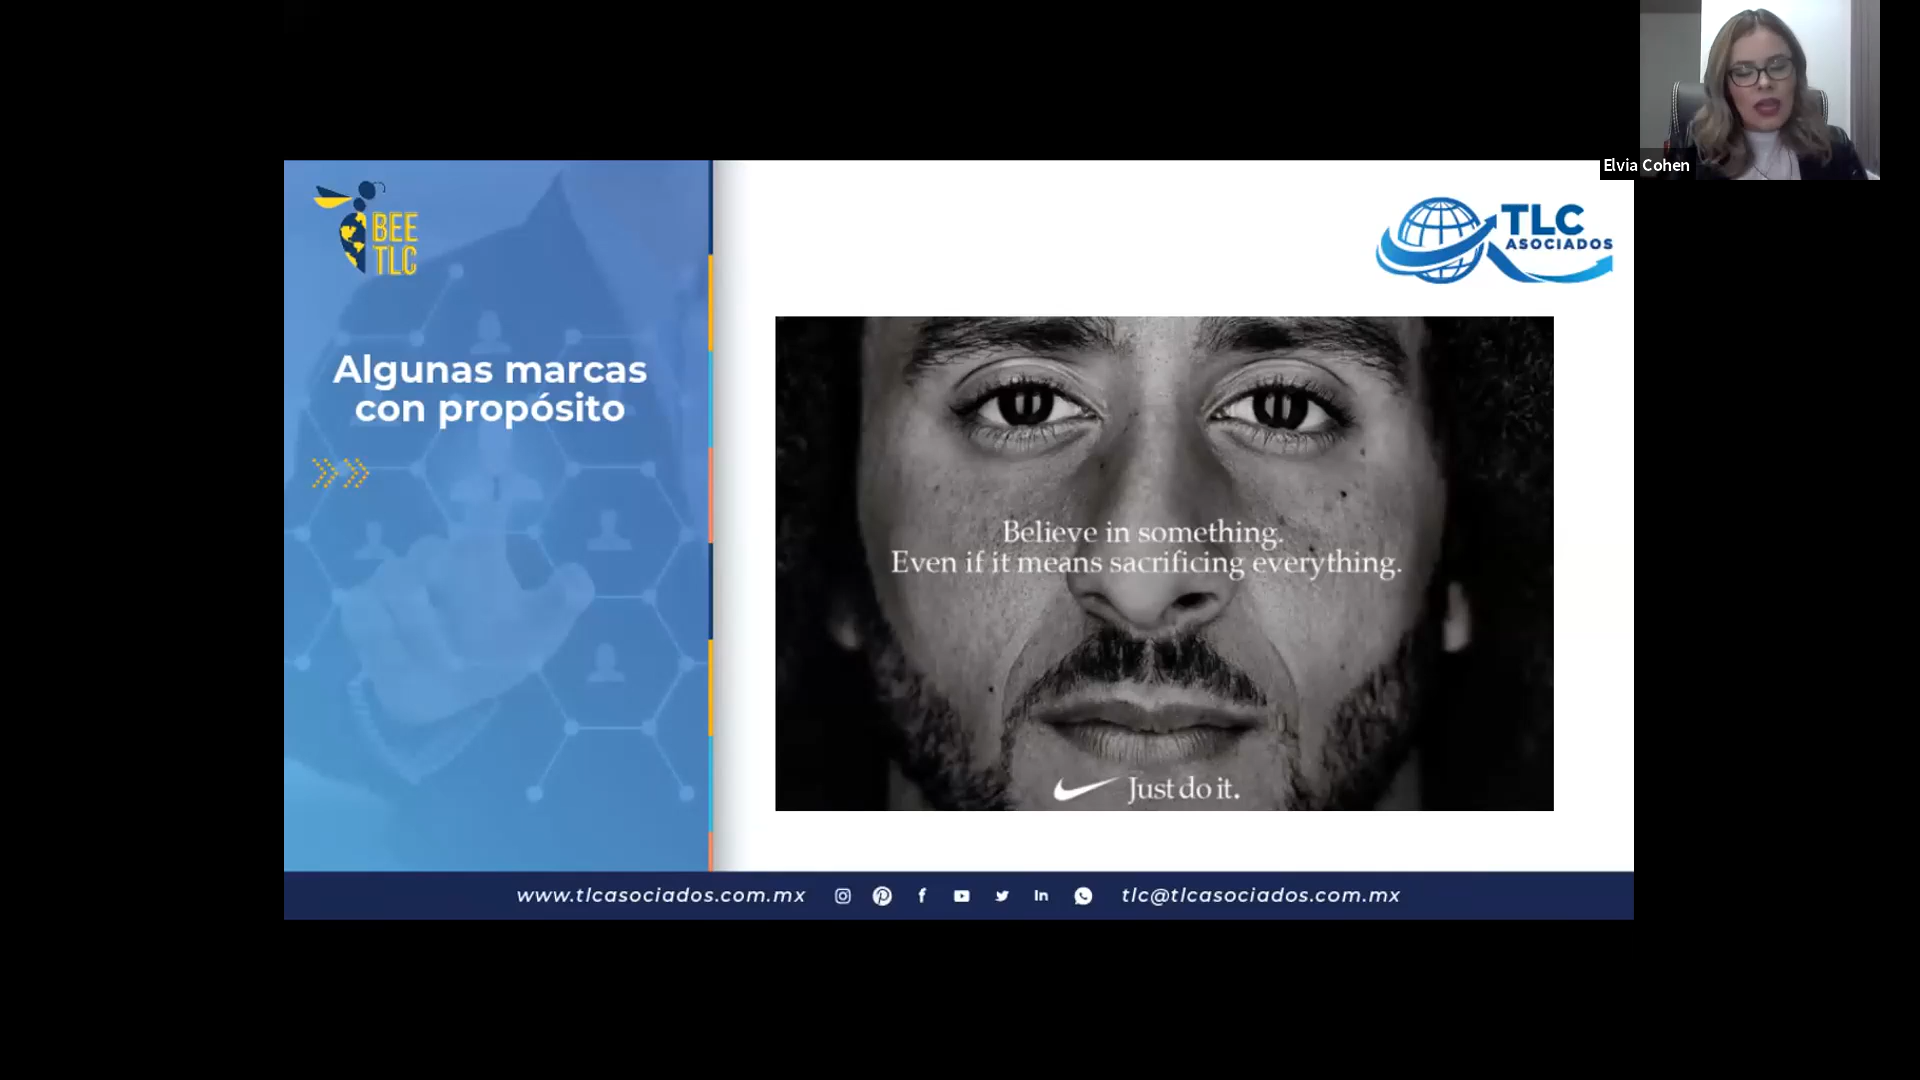 Elvia Cohen
BEE
TLC
TLC
ASOCIADOS
Algunas marcas
con propósito
Believe in something.
Even if it means sacrificing everything.
Just do it.
www.tlcasociados.com.mx
tlc@tlcasociados.com.mx